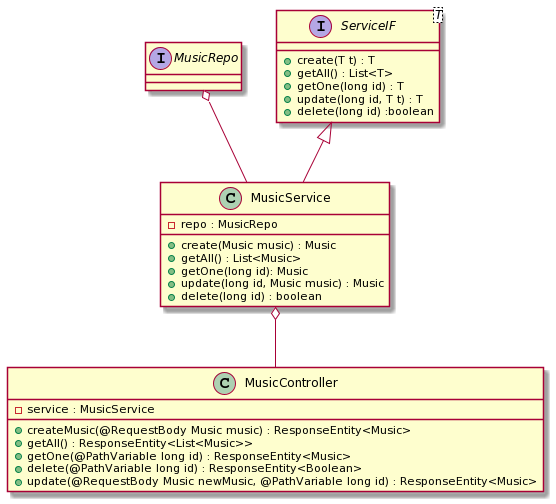 I MusicRepo
I ServiceIF
T
create(T t) : T
getAll() : List<T>
getOne(long id) : T
update(long id, T t) : T
delete(long id) :boolean
C MusicService
repo : MusicRepo
create(Music music) : Music
getAll() : List<Music>
getOne(long id): Music
update(long id, Music music) : Music
delete(long id) : boolean
C MusicController
service : MusicService
createMusic(@RequestBody Music music) : ResponseEntity<Music>
getAll() : ResponseEntity<List<Music>>
getOne(@PathVariable long id) : ResponseEntity<Music>
delete(@PathVariable long id) : ResponseEntity<Boolean>
update(@RequestBody Music newMusic, @PathVariable long id) : ResponseEntity<Music>